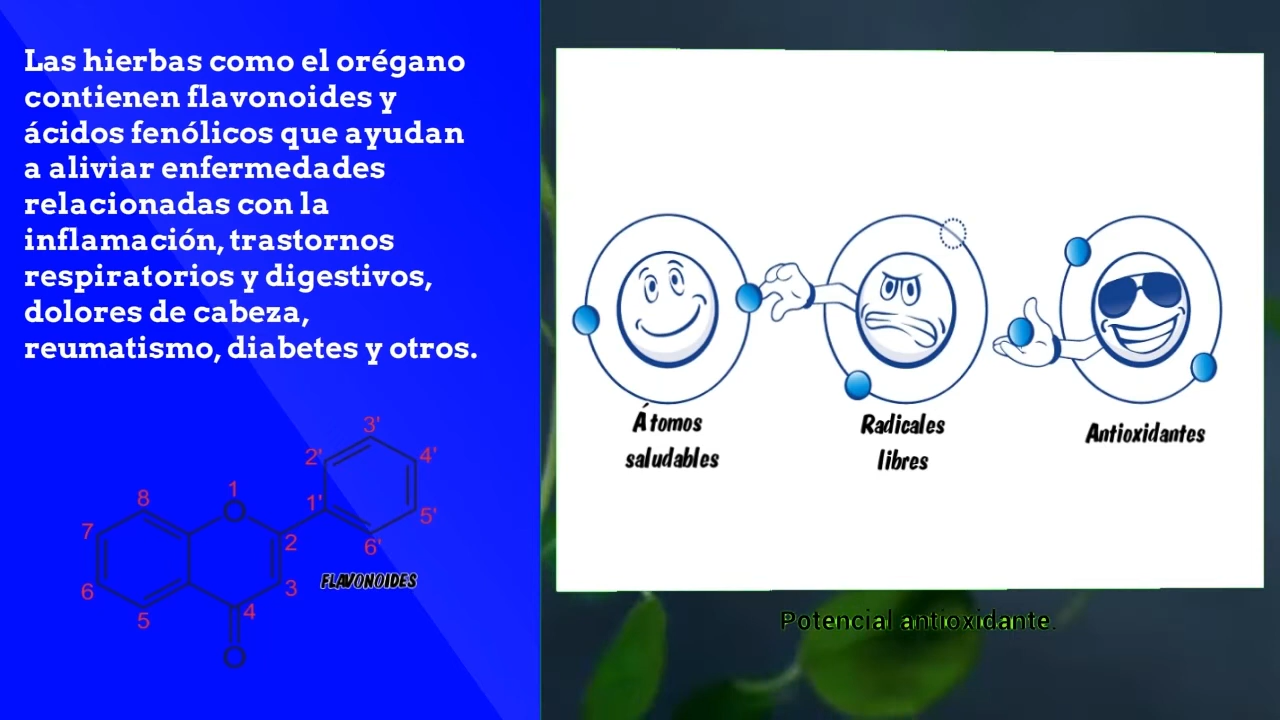 Las hierbas como el orégano
contienen flavonoides y
ácidos fenólicos que ayudan
a aliviar enfermedades
relacionadas con la
inflamación, trastornos
respiratorios y digestivos,
dolores de cabeza,
reumatismo, diabetes y otros.
3'
2'
4'
8
1
1'
5'
7
2
6'
FLAVONOIDES
6
3
5
4
O
O
Átomos
saludables
Radicales
libres
Antioxidantes
Potencial antioxidante.